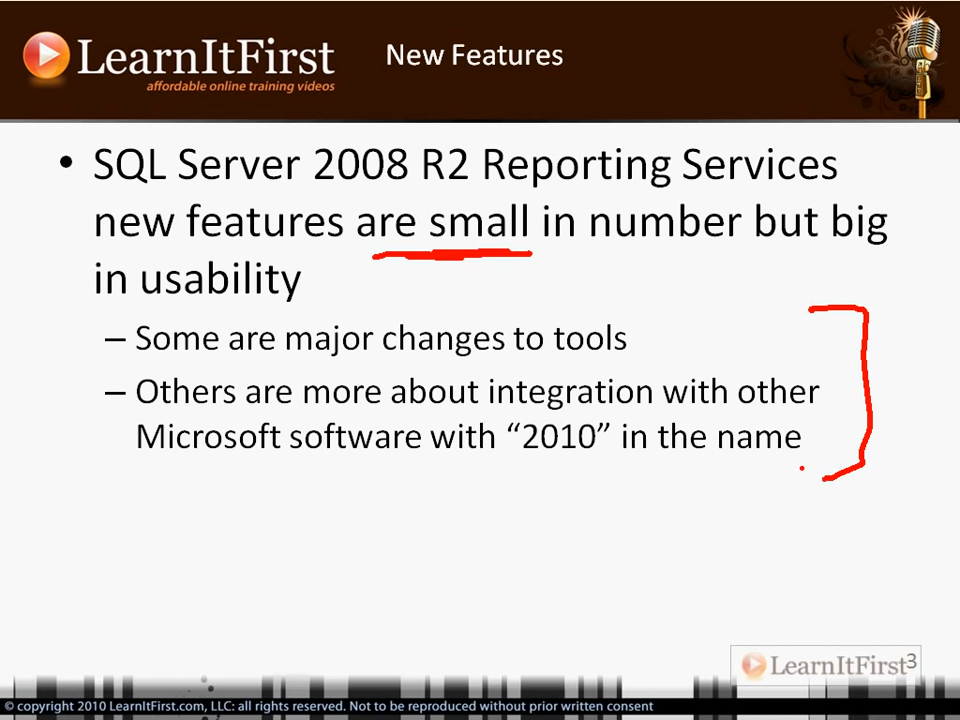 LearnItFirst
affordable online training videos
New Features
• SQL Server 2008 R2 Reporting Services
new features are small in number but big
in usability
– Some are major changes to tools
– Others are more about integration with other
Microsoft software with “2010” in the name
LearnItFirst
3
© copyright 2010 LearnItFirst.com, LLC: all rights reserved. Not to be reproduced without prior written consent